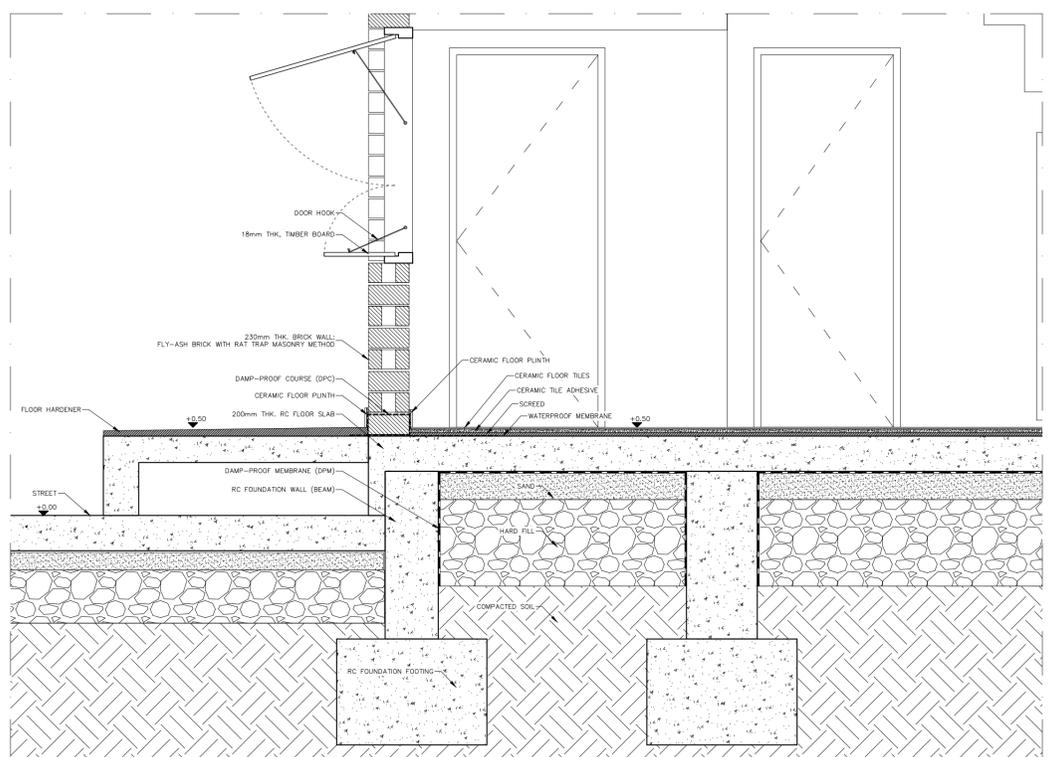 DOOR HOOK
18mm THK. TIMBER BOARD
230mm THK. BRICK WALL:
FLY-ASH BRICK WITH RAT TRAP MASONRY METHOD
CERAMIC FLOOR PLINTH
DAMP-PROOF COURSE (DPC)
CERAMIC FLOOR TILES
CERAMIC TILE ADHESIVE
CERAMIC FLOOR PLINTH
SCREED
FLOOR HARDENER
200mm THK. RC FLOOR SLAB
WATERPROOF MEMBRANE
+0.50
+0.50
DAMP-PROOF MEMBRANE (DPM)
RC FOUNDATION WALL (BEAM)
SAND
STREET
+0.00
HARD FILL
COMPACTED SOIL
RC FOUNDATION FOOTING